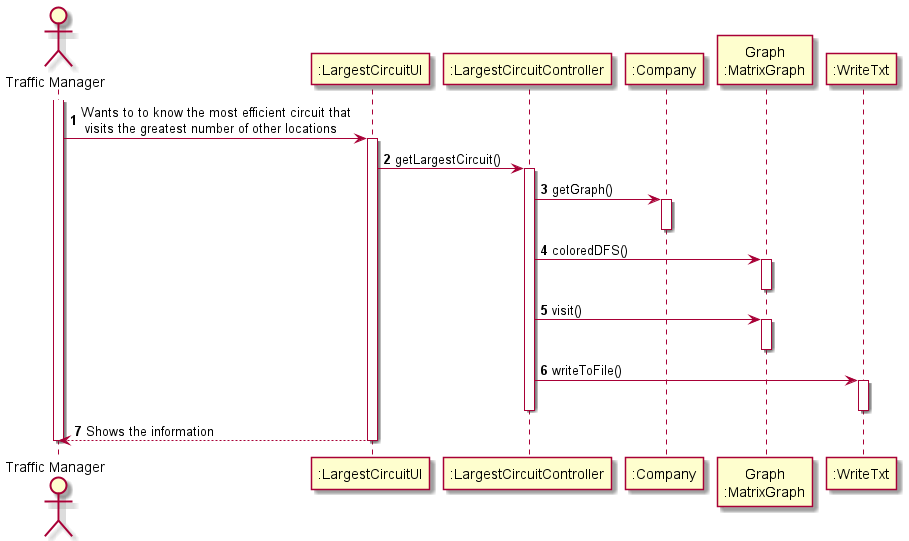 Traffic Manager
:LargestCircuitUI
:LargestCircuitController
:Company
Graph
:MatrixGraph
:WriteTxt
1 Wants to to know the most efficient circuit that
visits the greatest number of other locations
2 getLargestCircuit()
3 getGraph()
4 coloredDFS()
5 visit()
6 writeToFile()
7 Shows the information
Traffic Manager
:LargestCircuitUI
:LargestCircuitController
:Company
Graph
:MatrixGraph
:WriteTxt